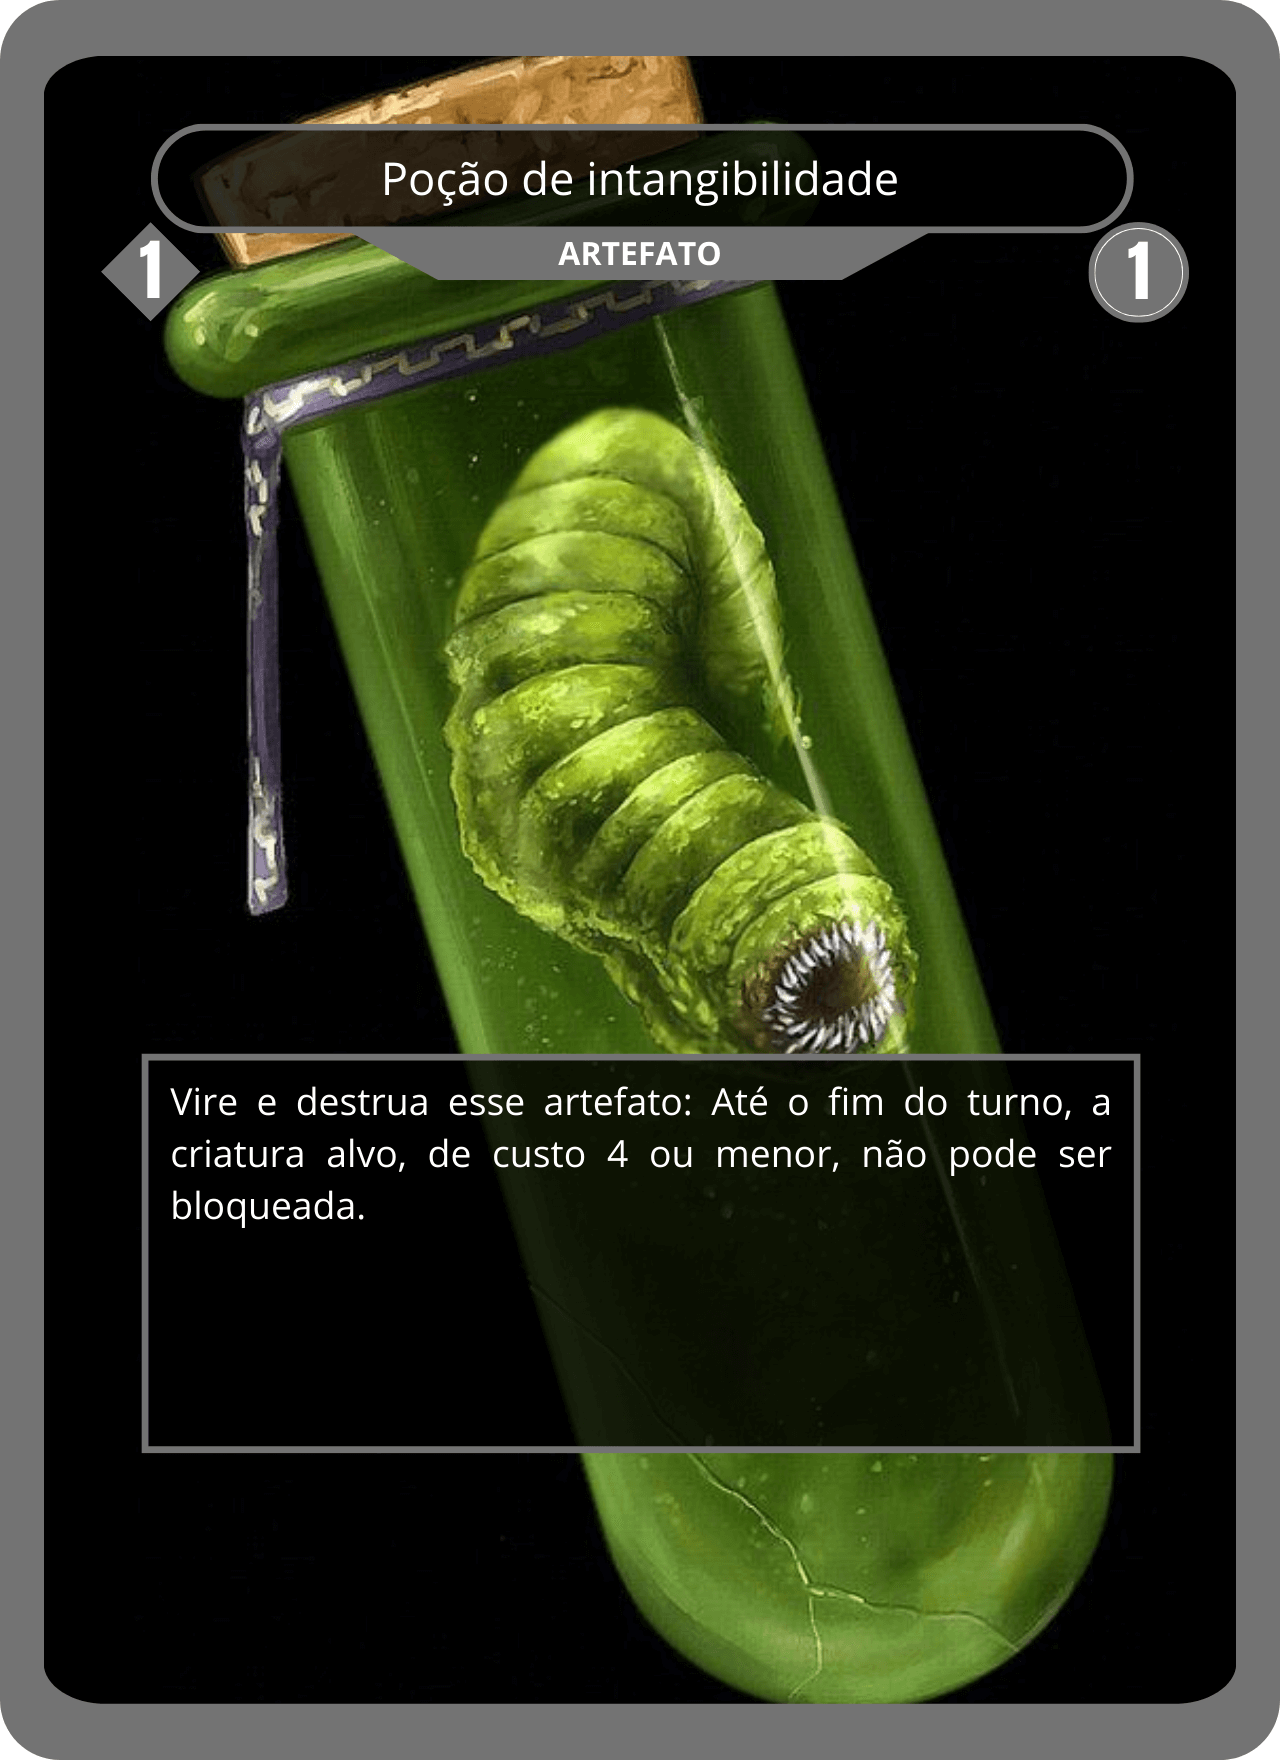 Poção de intangibilidade
ARTEFATO
1
1
Vire e destrua esse artefato: Até o fim do turno, a
criatura alvo, de custo 4 ou menor, não pode ser
bloqueada.